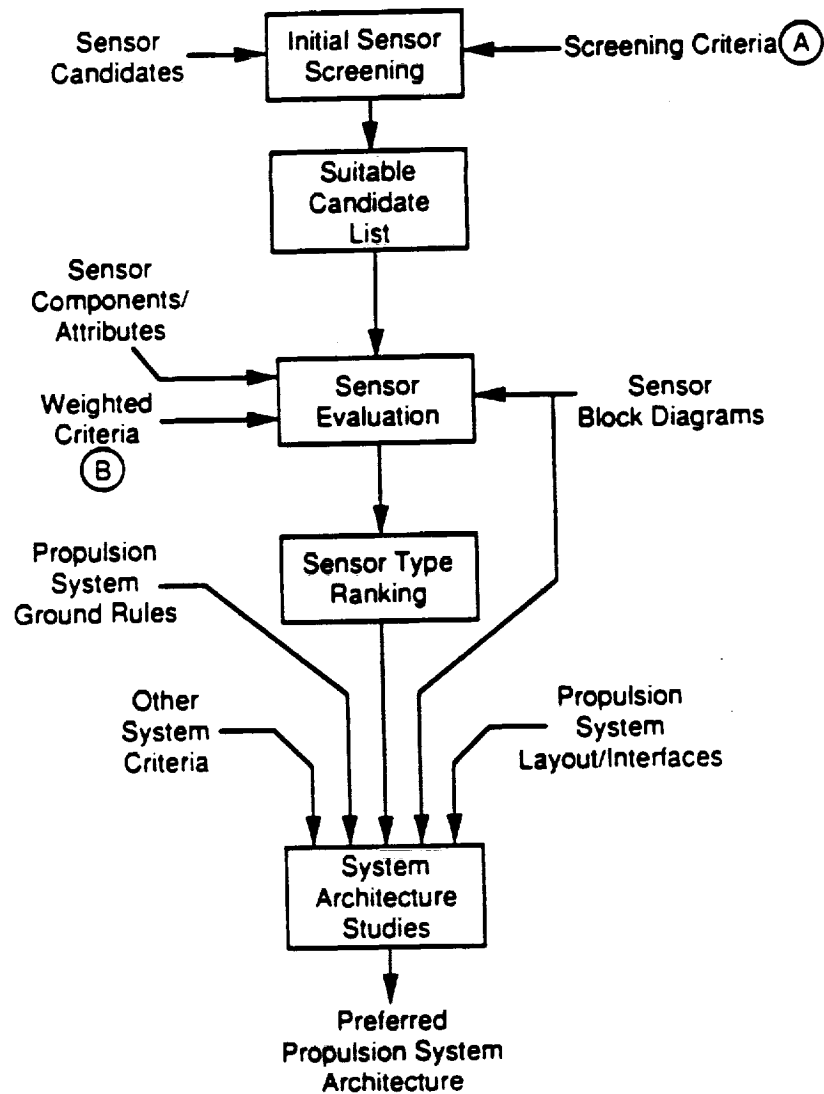 Sensor
Candidates
Initial Sensor
Screening
Screening Criteria A
Suitable
Candidate
List
Sensor
Components/
Attributes
Weighted
Criteria
B
Sensor
Evaluation
Sensor
Block Diagrams
Propulsion
System
Ground Rules
Sensor Type
Ranking
Other
System
Criteria
Propulsion
System
Layout/Interfaces
System
Architecture
Studies
Preferred
Propulsion System
Architecture